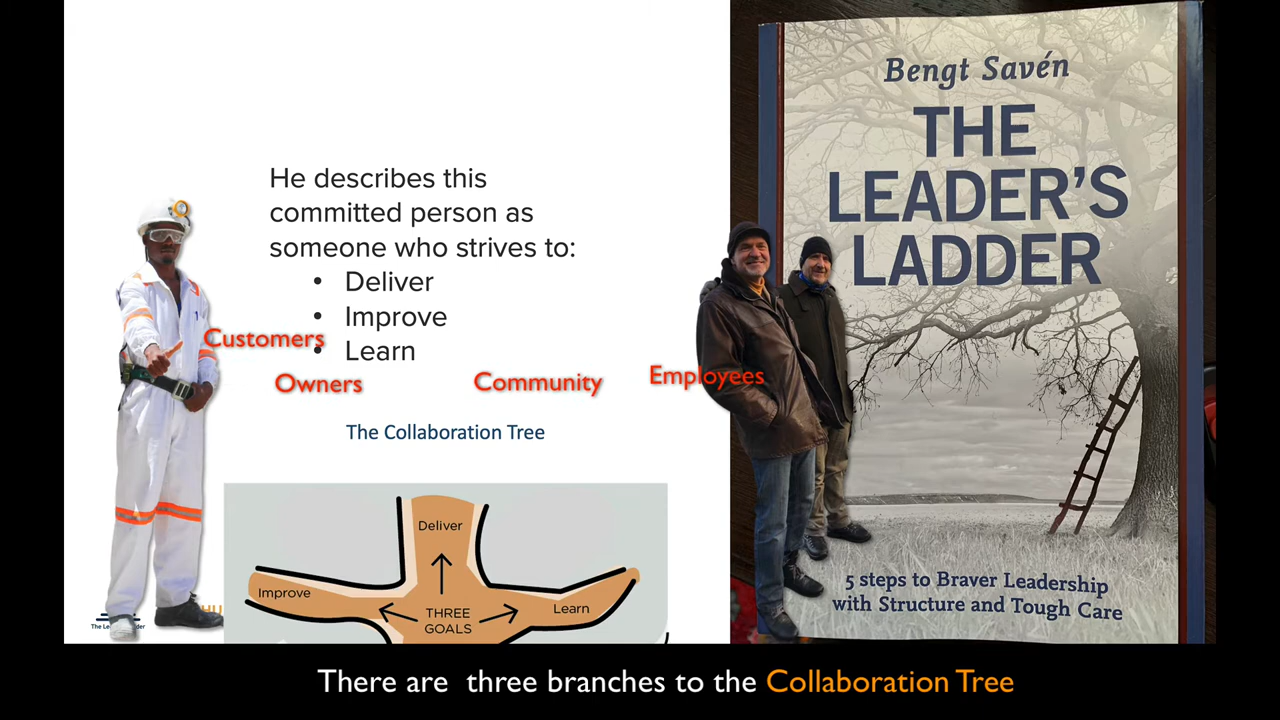 He describes this
committed person as
someone who strives to:
• Deliver
• Improve
• Learn
Customers
Owners
Community
Employees
The Collaboration Tree
Deliver
Improve
Learn
THREE
GOALS
Bengt Savén
THE
LEADER'S
LADDER
5 steps to Braver Leadership
with Structure and Tough Care
There are three branches to the Collaboration Tree